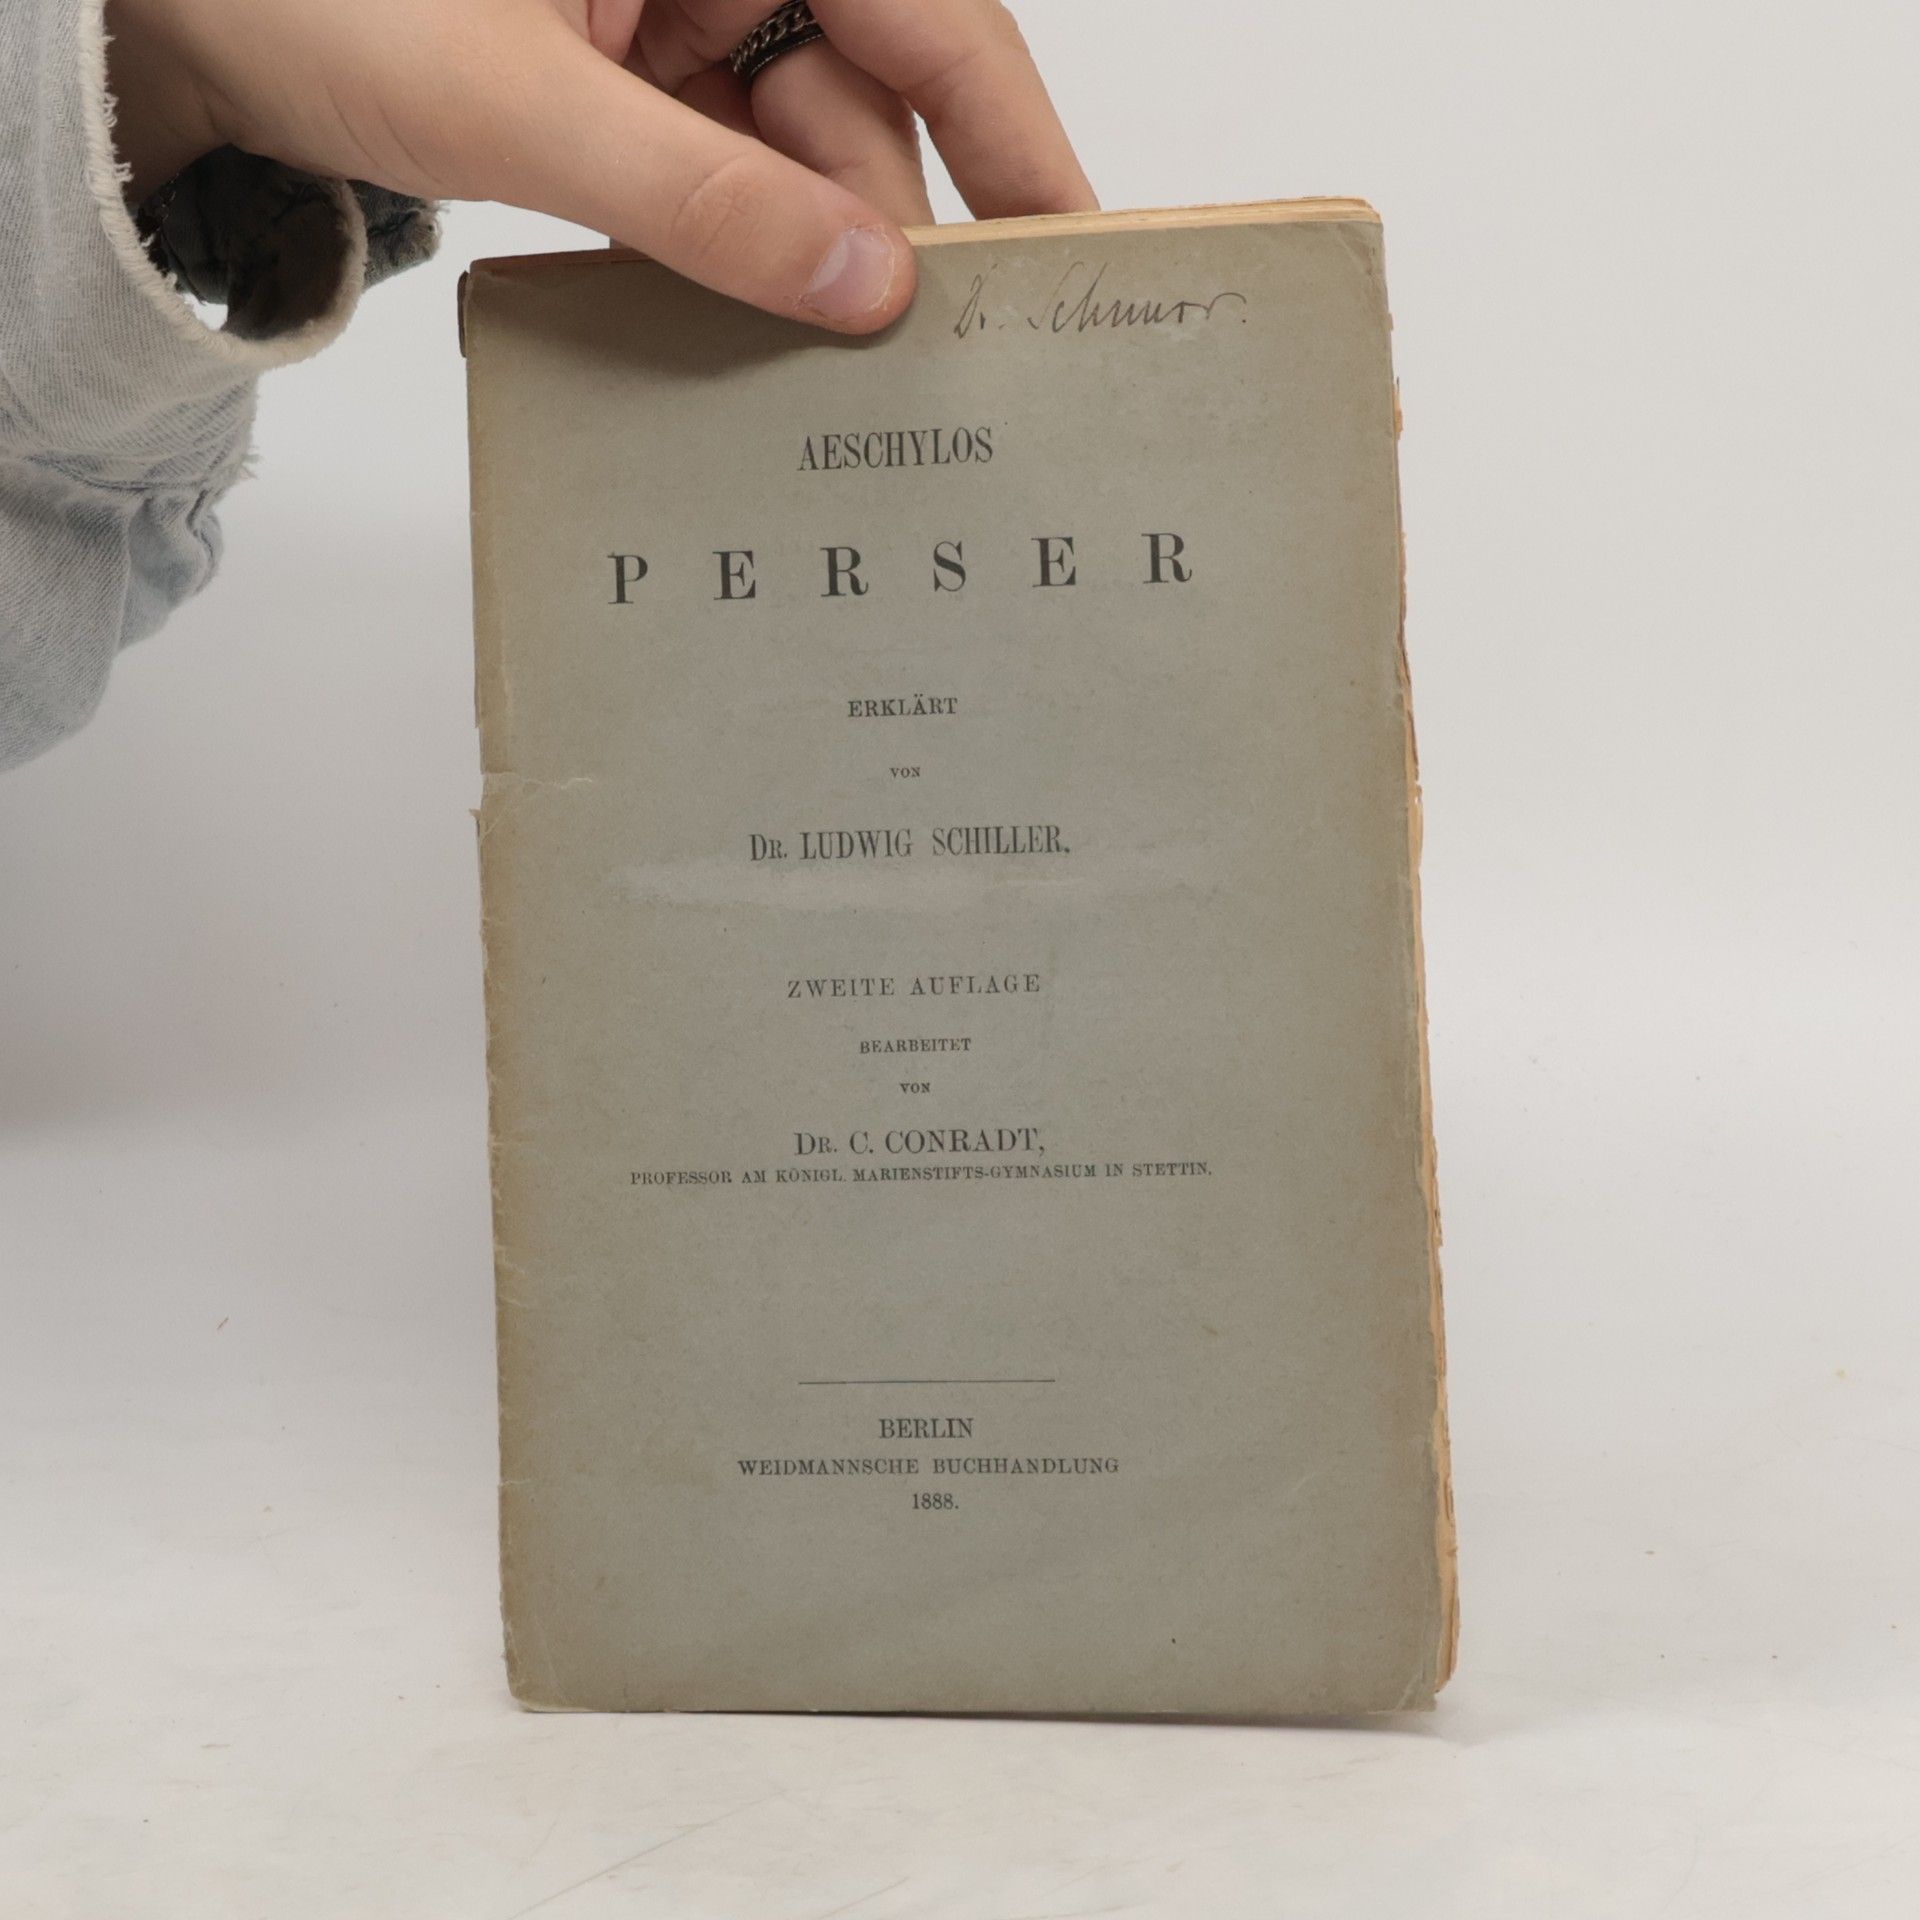 Dr.
AESCHYLOS
PERSER
ERKLÄRT
VON
DR. LUDWIG SCHILLER.
ZWEITE AUFLAGE
BEARBEITET
VON
DR. C. CONRADT,
PROFESSOR AM KÖNIGL. MARIENSTIFTS-GYMNASIUM IN STETTIN.
BERLIN
WEIDMANNSCHE BUCHHANDLUNG
1888.